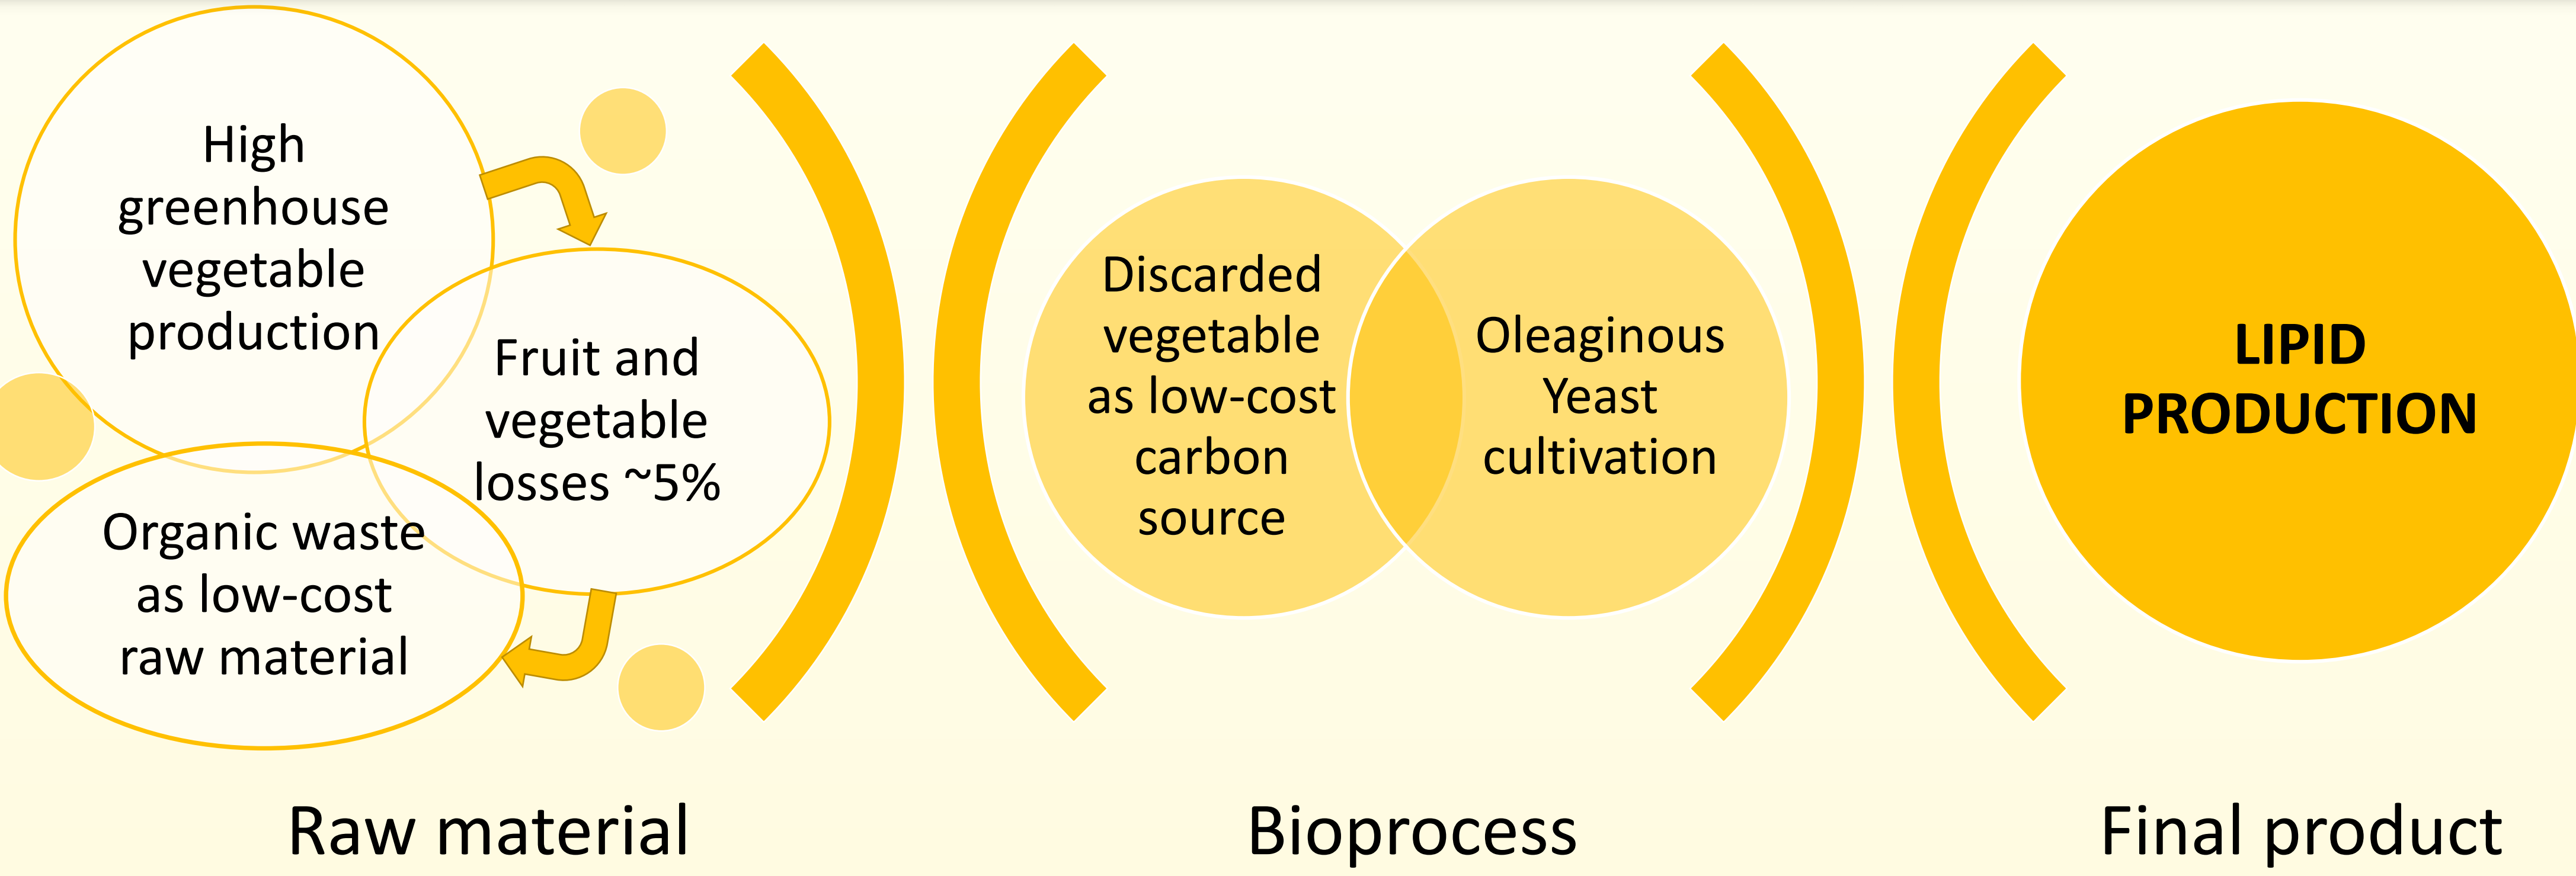 High
greenhouse
vegetable
production
Fruit and
vegetable
losses ~5%
Organic waste
as low-cost
raw material
Raw material
Discarded
vegetable
as low-cost
carbon
source
Oleaginous
Yeast
cultivation
Bioprocess
LIPID
PRODUCTION
Final product